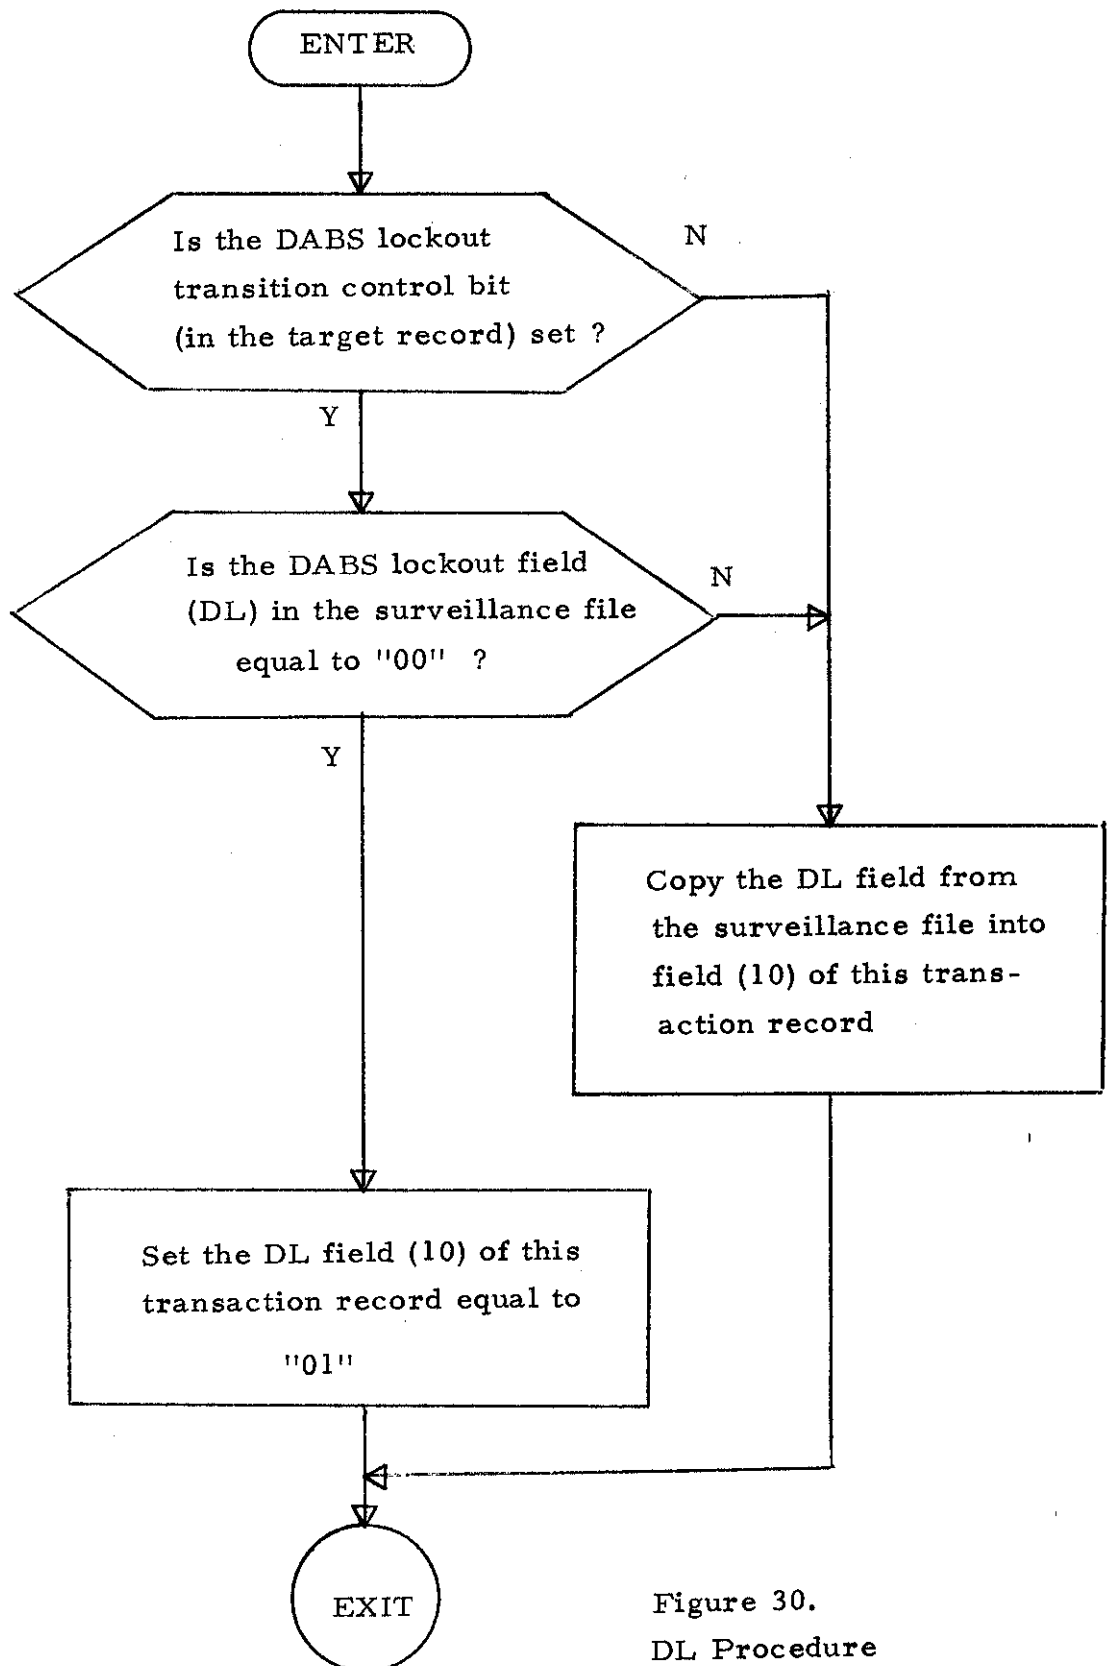 ENTER
Is the DABS lockout
transition control bit
(in the target record) set ?
N
Y
Is the DABS lockout field
(DL) in the surveillance file
equal to "00" ?
N
Y
Copy the DL field from
the surveillance file into
field (10) of this trans-
action record
Set the DL field (10) of this
transaction record equal to
"01"
EXIT
Figure 30.
DL Procedure